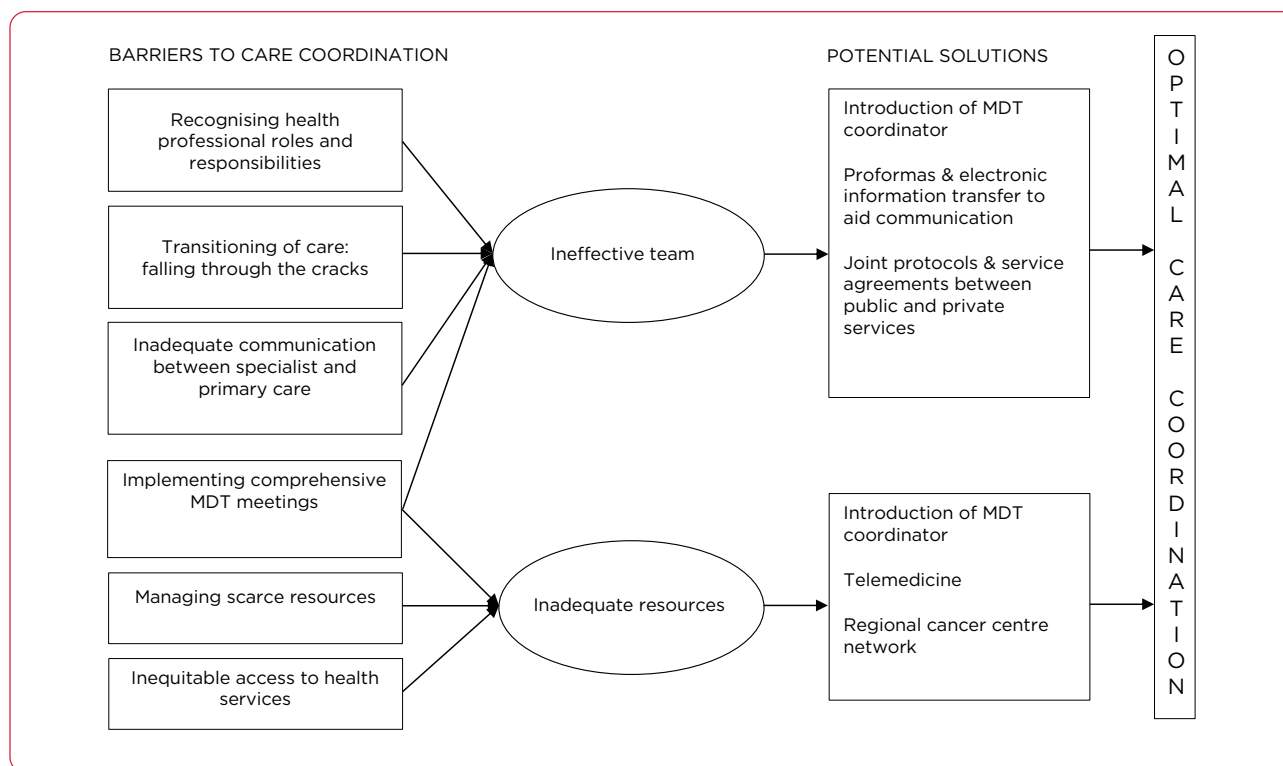 BARRIERS TO CARE COORDINATION
Recognising health
professional roles and
responsibilities
Transitioning of care:
falling through the cracks
Inadequate communication
between specialist and
primary care
Implementing comprehensive
MDT meetings
Managing scarce resources
Inequitable access to health
services
Ineffective team
Inadequate resources
POTENTIAL SOLUTIONS
Introduction of MDT
coordinator
Proformas & electronic
information transfer to
aid communication
Joint protocols & service
agreements between
public and private
services
Introduction of MDT
coordinator
Telemedicine
Regional cancer centre
network
OPTIMAL CARE COORDINATION